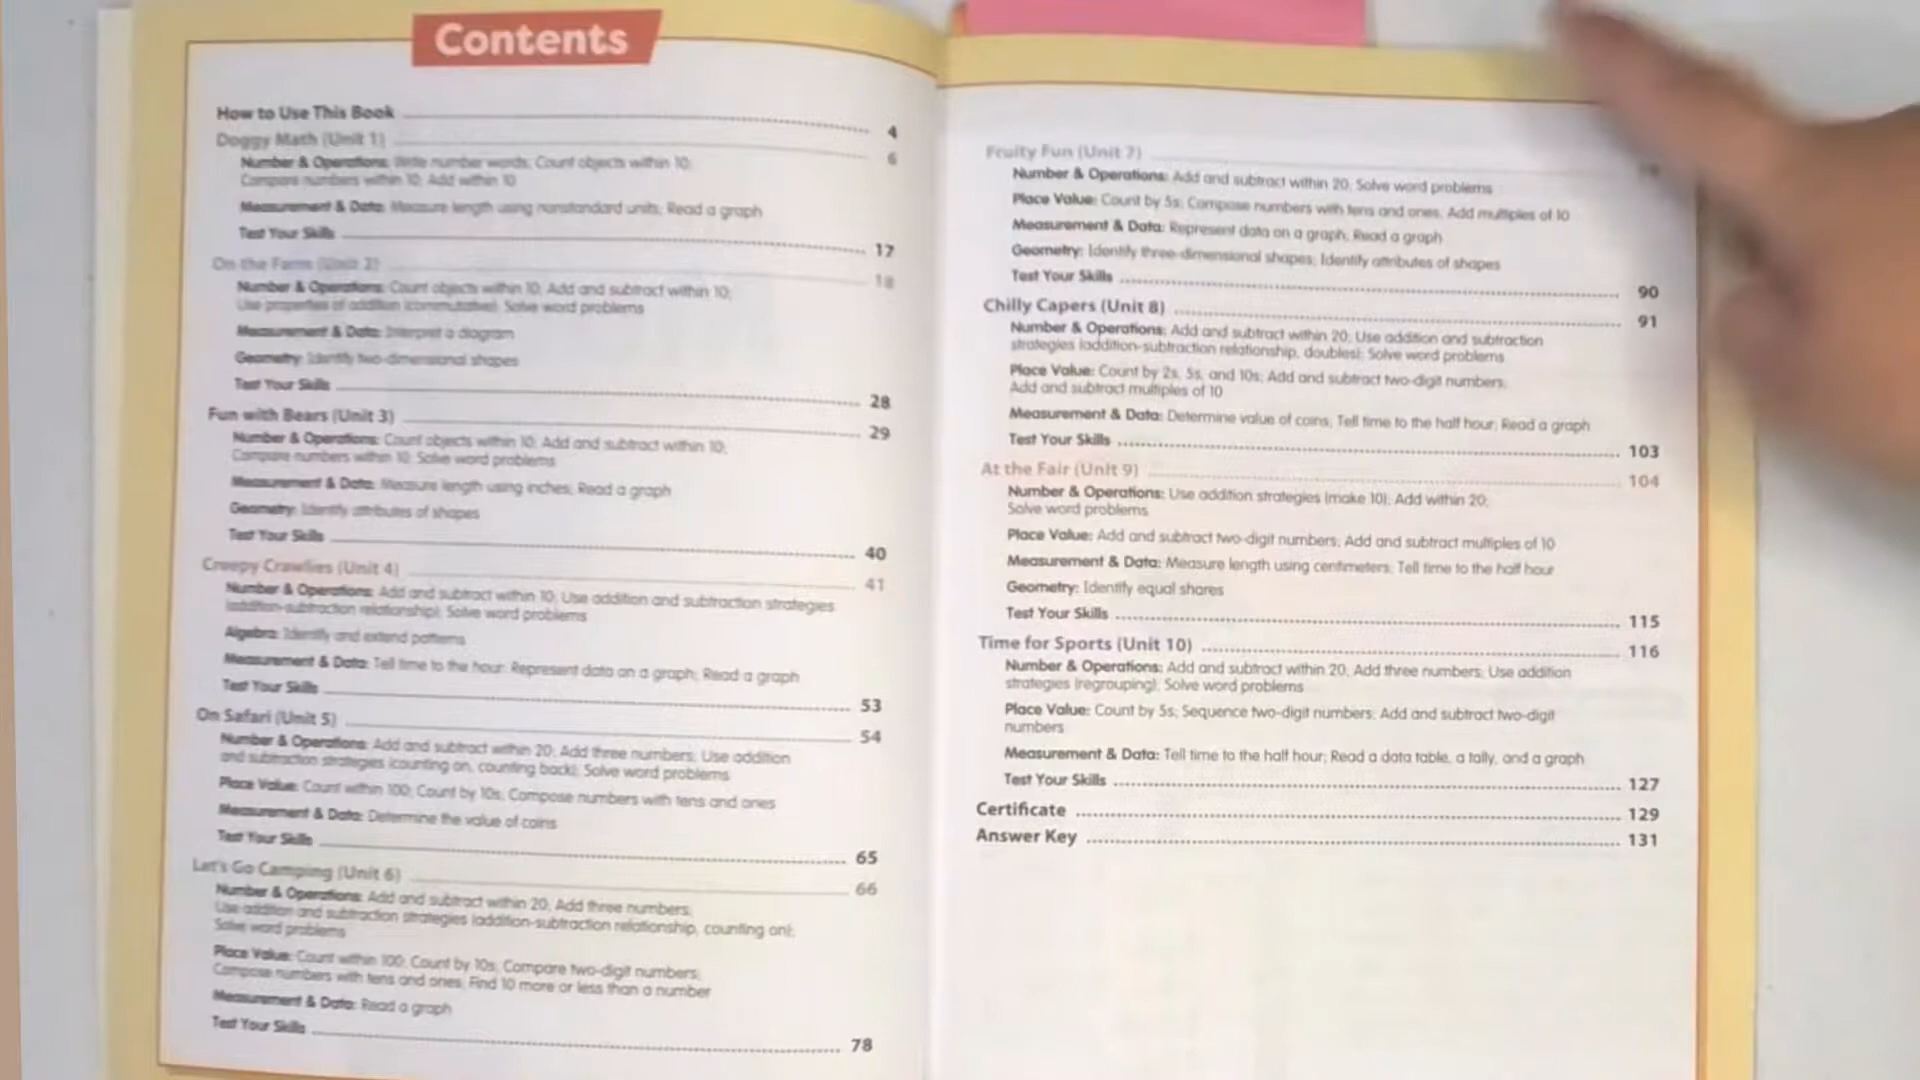 Contents
How to Use This Book 4
Doggy Math (Unit 1) 6
Number & Operations: Write number words; Count objects within 10;
Compare numbers within 10; Add within 10
Measurement & Data: Measure length using nonstandard units; Read a graph
Test Your Skills 17
On the Farm (Unit 2) 18
Number & Operations: Count objects within 10; Add and subtract within 10;
Use properties of addition (commutative); Solve word problems
Measurement & Data: Interpret a diagram
Geometry: Identify two-dimensional shapes
Test Your Skills 28
Fun with Bears (Unit 3) 29
Number & Operations: Count objects within 10; Add and subtract within 10;
Compare numbers within 10; Solve word problems
Measurement & Data: Measure length using inches; Read a graph
Geometry: Identify attributes of shapes
Test Your Skills 40
Creepy Crawlies (Unit 4) 41
Number & Operations: Add and subtract within 10; Use addition and subtraction strategies
(addition-subtraction relationship); Solve word problems
Algebra: Identify and extend patterns
Measurement & Data: Tell time to the hour; Represent data on a graph; Read a graph
Test Your Skills 53
On Safari (Unit 5) 54
Number & Operations: Add and subtract within 20; Add three numbers; Use addition
and subtraction strategies (counting on, counting back); Solve word problems
Place Value: Count within 100; Count by 10s; Compose numbers with tens and ones
Measurement & Data: Determine the value of coins
Test Your Skills 65
Let's Go Camping (Unit 6) 66
Number & Operations: Add and subtract within 20; Add three numbers;
Use addition and subtraction strategies (addition-subtraction relationship, counting on);
Solve word problems
Place Value: Count within 100; Count by 10s; Compare two-digit numbers;
Compose numbers with tens and ones; Find 10 more or less than a number
Measurement & Data: Read a graph
Test Your Skills 78
Fruity Fun (Unit 7)
Number & Operations: Add and subtract within 20; Solve word problems
Place Value: Count by 5s; Compose numbers with tens and ones; Add multiples of 10
Measurement & Data: Represent data on a graph; Read a graph
Geometry: Identify three-dimensional shapes; Identify attributes of shapes
Test Your Skills 90
Chilly Capers (Unit 8) 91
Number & Operations: Add and subtract within 20; Use addition and subtraction
strategies (addition-subtraction relationship, doubles); Solve word problems
Place Value: Count by 2s, 5s, and 10s; Add and subtract two-digit numbers;
Add and subtract multiples of 10
Measurement & Data: Determine value of coins; Tell time to the half hour; Read a graph
Test Your Skills 103
At the Fair (Unit 9) 104
Number & Operations: Use addition strategies (make 10); Add within 20;
Solve word problems
Place Value: Add and subtract two-digit numbers; Add and subtract multiples of 10
Measurement & Data: Measure length using centimeters; Tell time to the half hour
Geometry: Identify equal shares
Test Your Skills 115
Time for Sports (Unit 10) 116
Number & Operations: Add and subtract within 20; Add three numbers; Use addition
strategies (regrouping); Solve word problems
Place Value: Count by 5s; Sequence two-digit numbers; Add and subtract two-digit
numbers
Measurement & Data: Tell time to the half hour; Read a data table, a tally, and a graph
Test Your Skills 127
Certificate 129
Answer Key 131